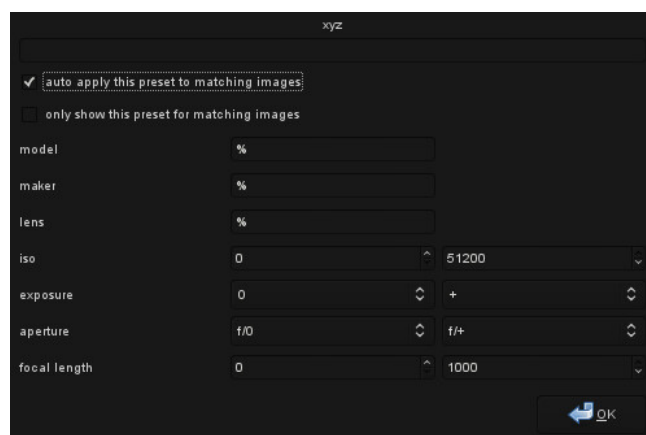 xyz
auto apply this preset to matching images
only show this preset for matching images
model %
maker %
lens %
iso 0 51200
exposure 0 +
aperture f/0 f/+
focal length 0 1000
OK